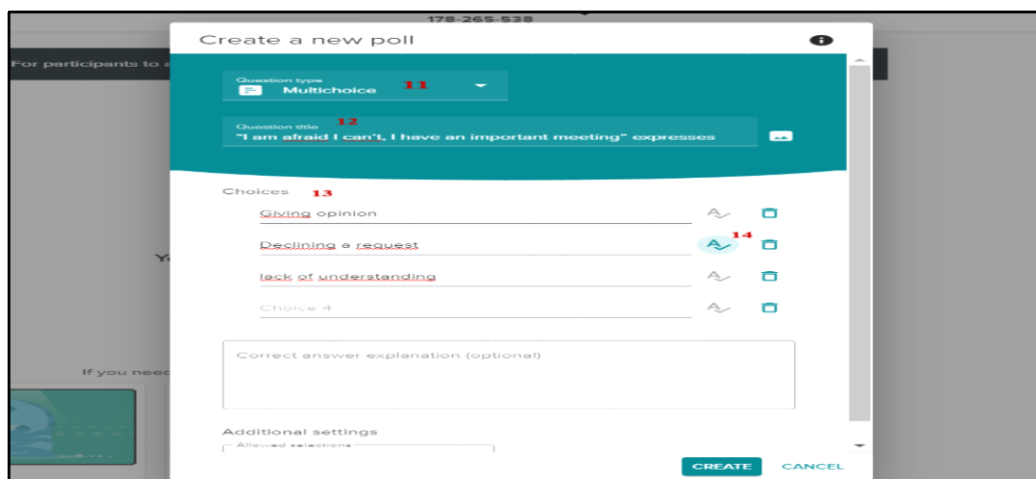 178-265-538
Create a new poll
For participants to a
Question type
Multichoice 11
Question title 12
"I am afraid I can't, I have an important meeting" expresses
Choices 13
Giving opinion
Declining a request 14
lack of understanding
Choice 4
Correct answer explanation (optional)
If you need
Additional settings
Allowed selections
CREATE CANCEL